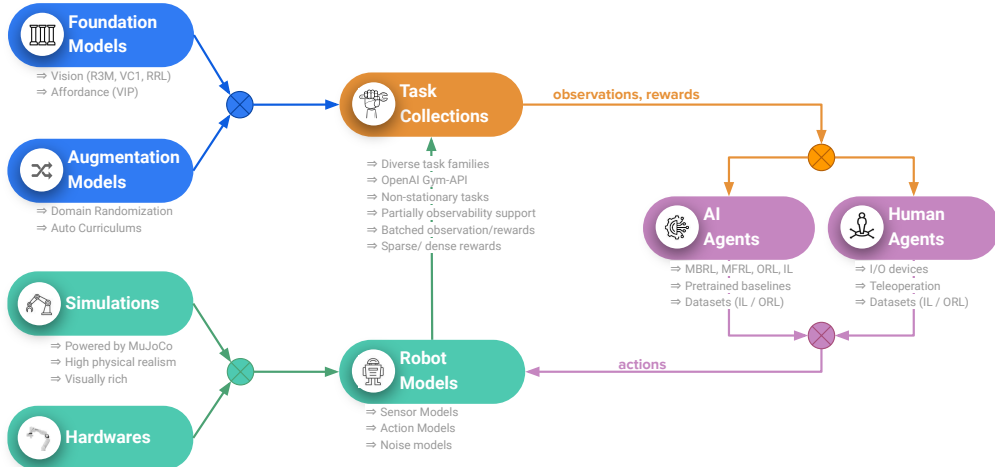 Foundation
Models
⇒ Vision (R3M, VC1, RRL)
⇒ Affordance (VIP)
Augmentation
Models
⇒ Domain Randomization
⇒ Auto Curriculums
Task
Collections
⇒ Diverse task families
⇒ OpenAI Gym-API
⇒ Non-stationary tasks
⇒ Partially observability support
⇒ Batched observation/rewards
⇒ Sparse/ dense rewards
observations, rewards
AI
Agents
⇒ MBRL, MFRL, ORL, IL
⇒ Pretrained baselines
⇒ Datasets (IL / ORL)
Human
Agents
⇒ I/O devices
⇒ Teleoperation
⇒ Datasets (IL / ORL)
Simulations
⇒ Powered by MuJoCo
⇒ High physical realism
⇒ Visually rich
Hardwares
Robot
Models
⇒ Sensor Models
⇒ Action Models
⇒ Noise models
actions